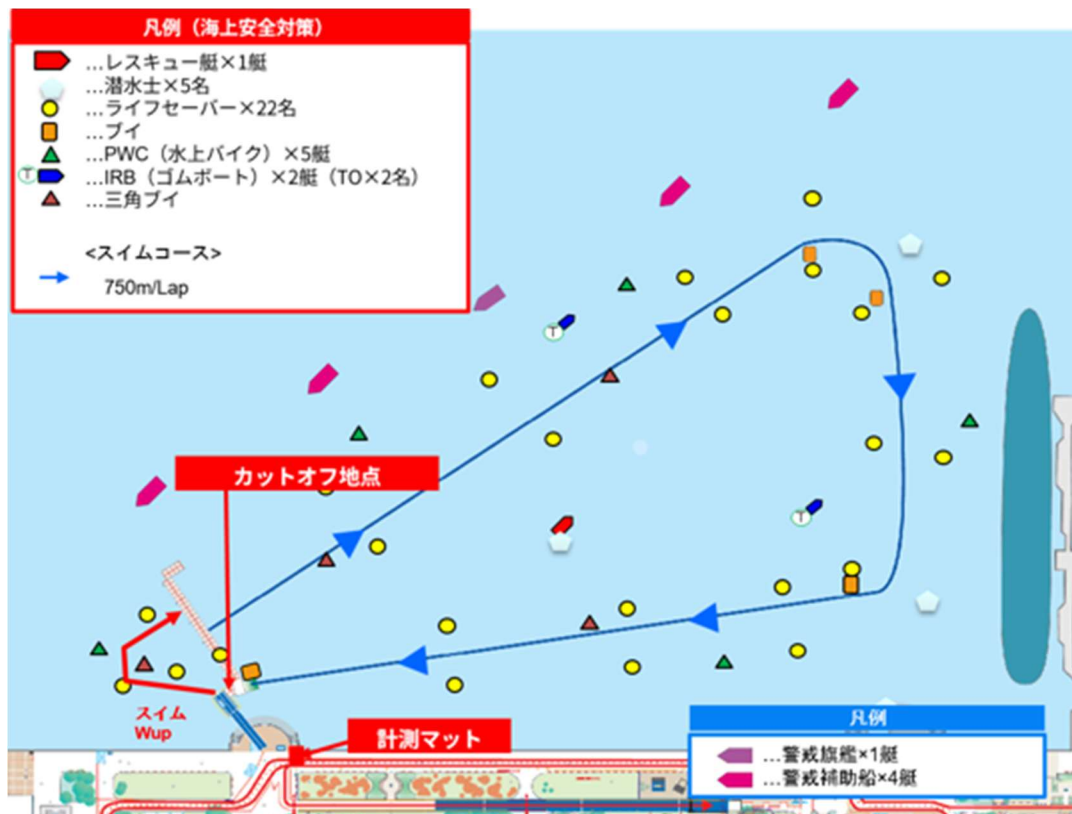 凡例（海上安全対策）
…レスキュー艇×1艇
…潜水士×5名
…ライフセーバー×22名
…ブイ
…PWC（水上バイク）×5艇
T …IRB（ゴムボート）×2艇（TO×2名）
…三角ブイ
<スイムコース>
750m/Lap
T
カットオフ地点
T
スイム
Wup
計測マット
凡例
…警戒旗艦×1艇
…警戒補助船×4艇